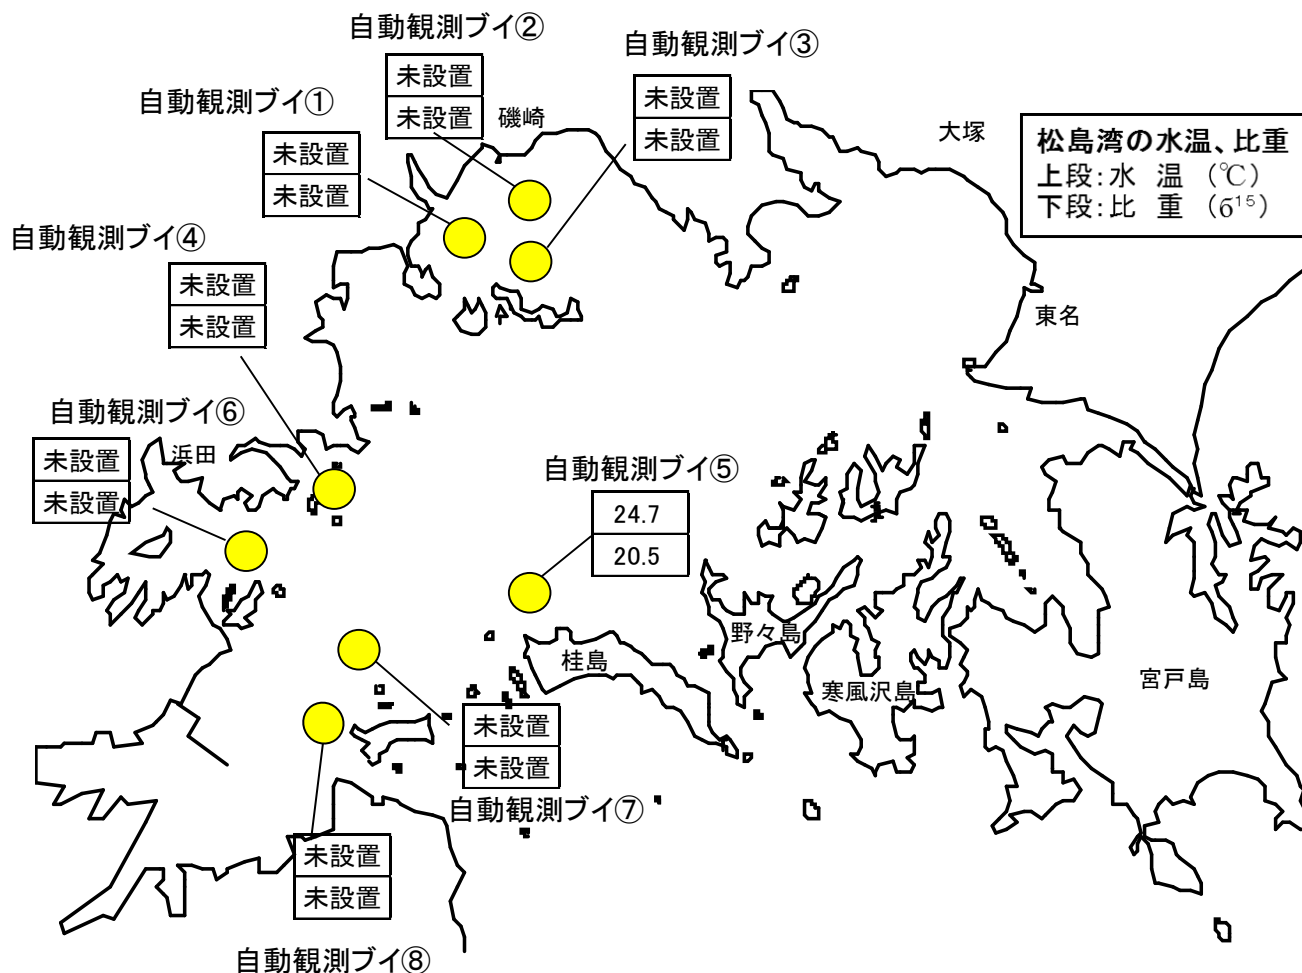 自動観測ブイ②
未設置
未設置
自動観測ブイ③
未設置
未設置
自動観測ブイ①
未設置
未設置
磯崎
大塚
松島湾の水温、比重
上段:水 温 (℃)
下段:比 重 (б¹⁵)
自動観測ブイ④
未設置
未設置
東名
自動観測ブイ⑥
未設置
未設置
浜田
自動観測ブイ⑤
24.7
20.5
野々島
桂島
寒風沢島
宮戸島
未設置
未設置
自動観測ブイ⑦
未設置
未設置
自動観測ブイ⑧